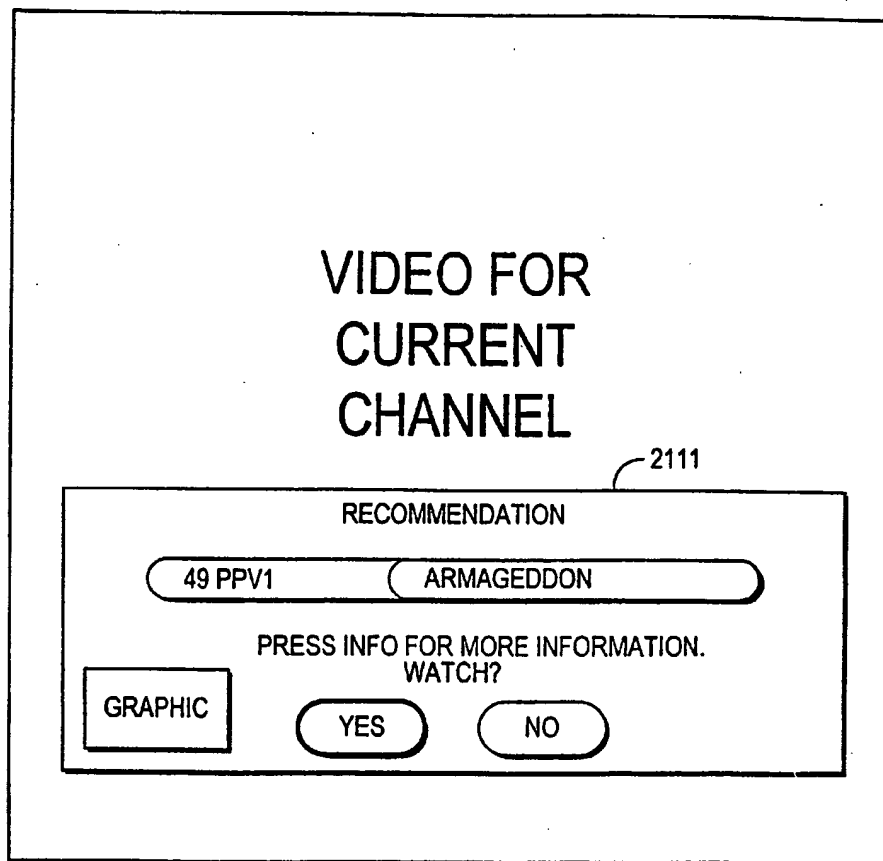 VIDEO FOR
CURRENT
CHANNEL
2111
RECOMMENDATION
49 PPV1 ARMAGEDDON
PRESS INFO FOR MORE INFORMATION.
WATCH?
GRAPHIC YES NO